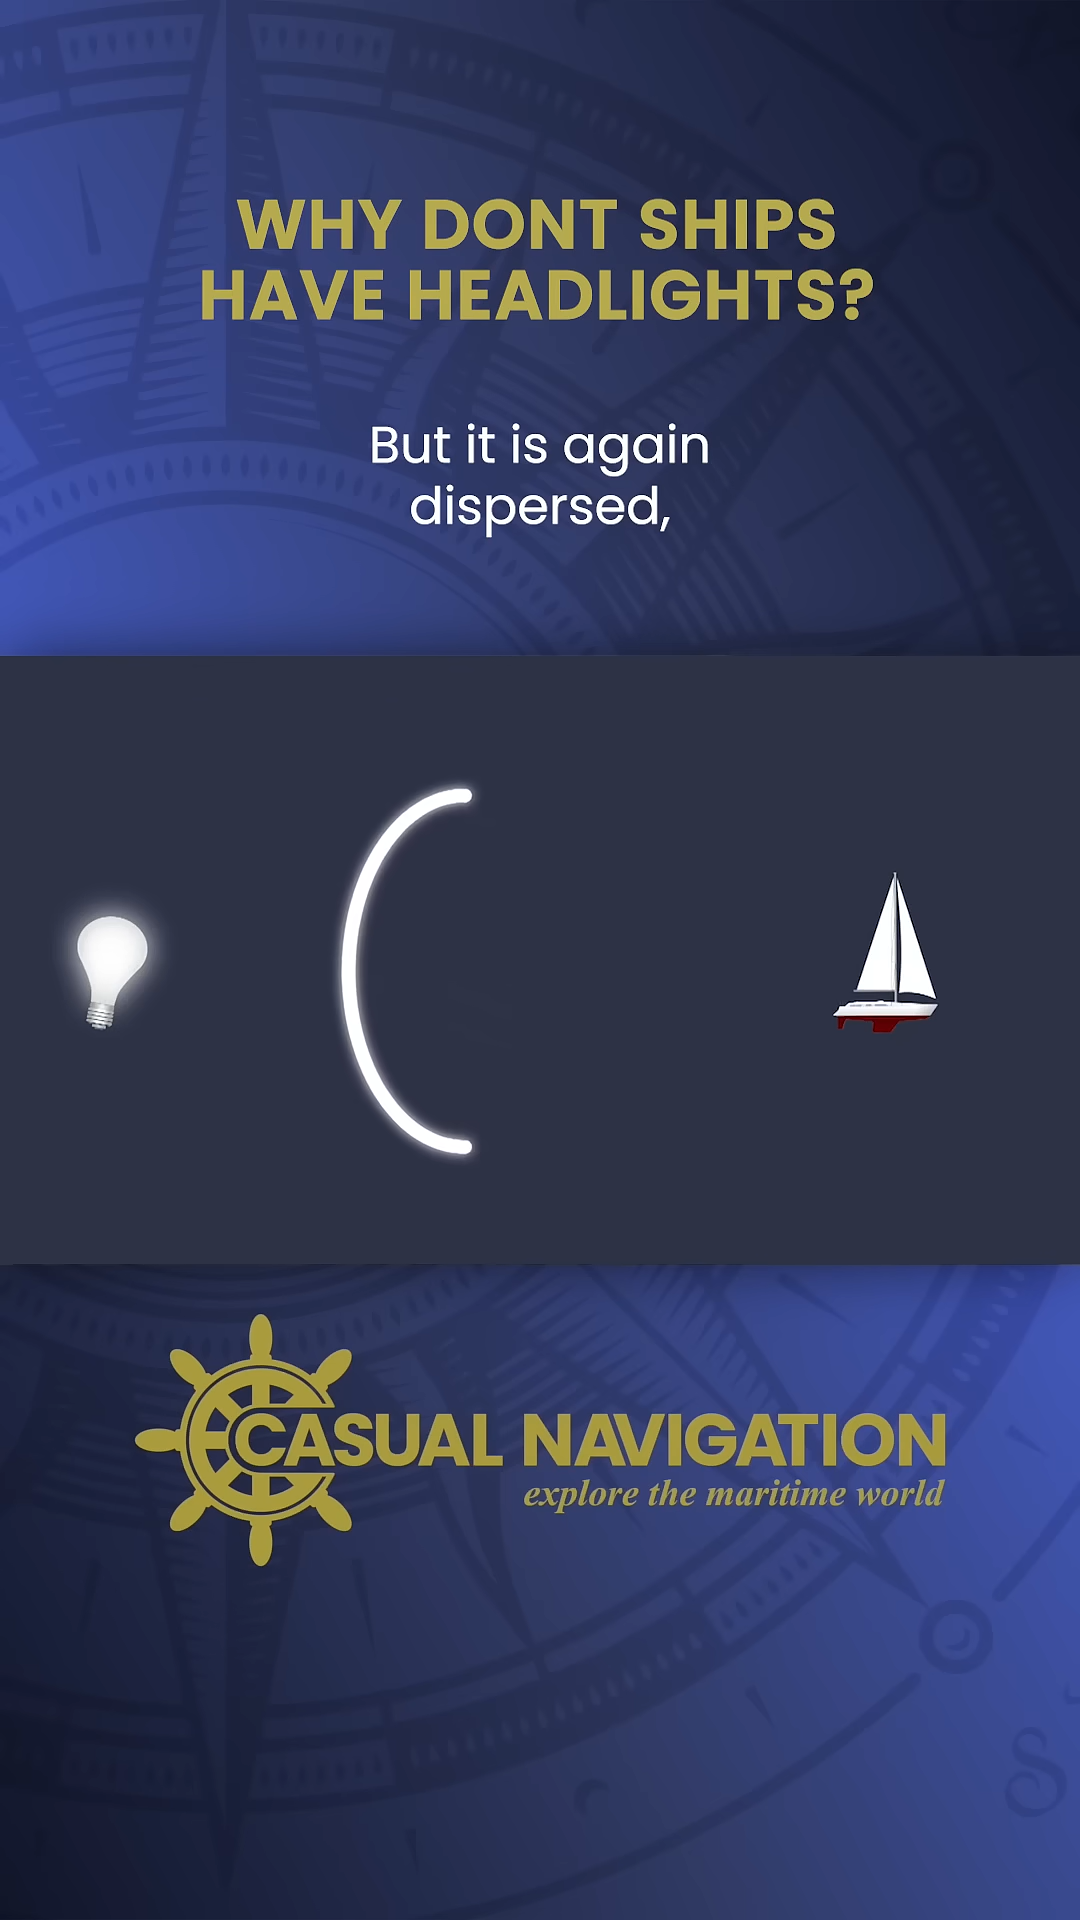 WHY DONT SHIPS
HAVE HEADLIGHTS?
But it is again
dispersed,
CASUAL NAVIGATION
explore the maritime world
S